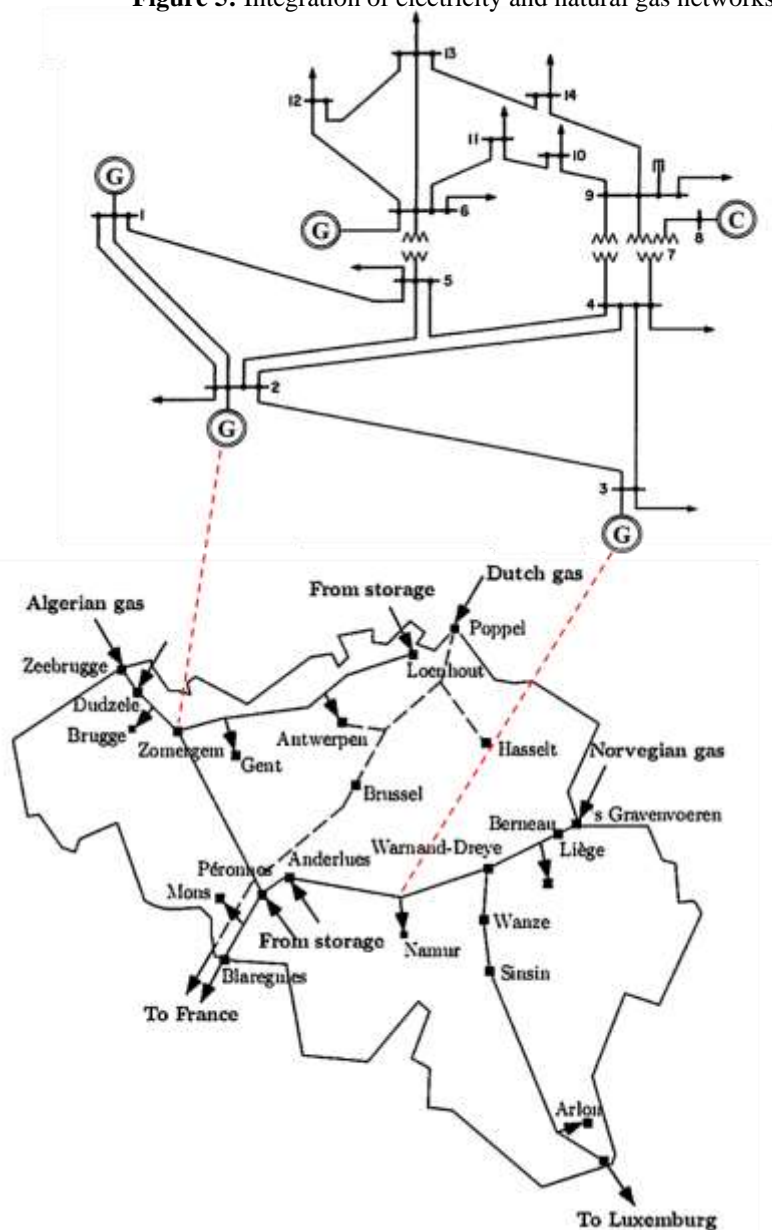 Figure 5: Integration of electricity and natural gas networks
13
12
14
11
10
G
1
6
9
G
8
C
7
5
4
2
G
3
G
Dutch gas
From storage
Algerian gas
Poppel
Zeebrugge
Loenhout
Dudzele
Brugge
Zomergem
Gent
Antwerpen
Hasselt
Norvegian gas
Brussel
Berneau
's Gravenvoeren
Warnand-Dreye
Liège
Péronnes
Anderlues
Mons
Wanze
From storage
Namur
Blaregnies
Sinsin
To France
Arlon
To Luxemburg